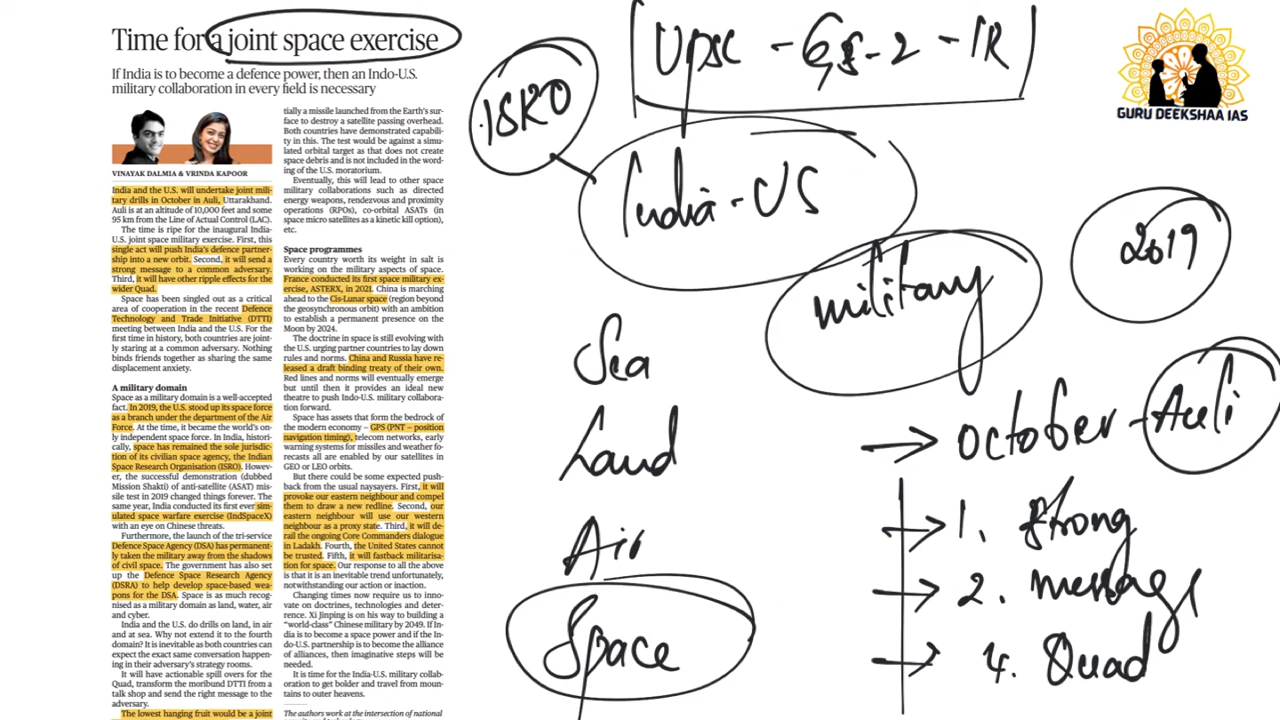 Time for a joint space exercise
If India is to become a defence power, then an Indo-U.S.
military collaboration in every field is necessary
VINAYAK DALMIA & VRINDA KAPOOR
India and the U.S. will undertake joint mili-
tary drills in October in Auli, Uttarakhand.
Auli is at an altitude of 10,000 feet and some
95 km from the Line of Actual Control (LAC).
The time is ripe for the inaugural India-
U.S. joint space military exercise. First, this
single act will push India's defence partner-
ship into a new orbit. Second, it will send a
strong message to a common adversary.
Third, it will have other ripple effects for the
wider Quad.
Space has been singled out as a critical
area of cooperation in the recent Defence
Technology and Trade Initiative (DTTI)
meeting between India and the U.S. For the
first time in history, both countries are joint-
ly staring at a common adversary. Nothing
binds friends together as sharing the same
displacement anxiety.
A military domain
Space as a military domain is a well-accepted
fact. In 2019, the U.S. stood up its space force
as a branch under the department of the Air
Force. At the time, it became the world's on-
ly independent space force. In India, histori-
cally, space has remained the sole jurisdic-
tion of its civilian space agency, the Indian
Space Research Organisation (ISRO). Howev-
er, the successful demonstration (dubbed
Mission Shakti) of anti-satellite (ASAT) mis-
sile test in 2019 changed things forever. The
same year, India conducted its first ever sim-
ulated space warfare exercise (IndSpaceX)
with an eye on Chinese threats.
Furthermore, the launch of the tri-service
Defence Space Agency (DSA) has permanent-
ly taken the military away from the shadows
of civil space. The government has also set
up the Defence Space Research Agency
(DSRA) to help develop space-based wea-
pons for the DSA. Space is as much recog-
nised as a military domain as land, water, air
and cyber.
India and the U.S. do drills on land, in air
and at sea. Why not extend it to the fourth
domain? It is inevitable as both countries can
expect the exact same conversation happen-
ing in their adversary's strategy rooms.
It will have actionable spill overs for the
Quad, transform the moribund DTTI from a
talk shop and send the right message to the
adversary.
The lowest hanging fruit would be a joint
tially a missile launched from the Earth's sur-
face to destroy a satellite passing overhead.
Both countries have demonstrated capabili-
ty in this. The test would be against a simu-
lated orbital target as that does not create
space debris and is not included in the word-
ing of the U.S. moratorium.
Eventually, this will lead to other space
military collaborations such as directed
energy weapons, rendezvous and proximity
operations (RPOs), co-orbital ASATs (in
space micro satellites as a kinetic kill option),
etc.
Space programmes
Every country worth its weight in salt is
working on the military aspects of space.
France conducted its first space military ex-
ercise, ASTERX, in 2021. China is marching
ahead to the Cis-Lunar space (region beyond
the geosynchronous orbit) with an ambition
to establish a permanent presence on the
Moon by 2024.
The doctrine in space is still evolving with
the U.S. urging partner countries to lay down
rules and norms. China and Russia have re-
leased a draft binding treaty of their own.
Red lines and norms will eventually emerge
but until then it provides an ideal new
theatre to push Indo-U.S. military collabora-
tion forward.
Space has assets that form the bedrock of
the modern economy – GPS (PNT – position
navigation timing), telecom networks, early
warning systems for missiles and weather fo-
recasts all are enabled by our satellites in
GEO or LEO orbits.
But there could be some expected push-
back from the usual naysayers. First, it will
provoke our eastern neighbour and compel
them to draw a new redline. Second, our
eastern neighbour will use our western
neighbour as a proxy state. Third, it will de-
rail the ongoing Core Commanders dialogue
in Ladakh. Fourth, the United States cannot
be trusted. Fifth, it will fastback militarisa-
tion for space. Our response to all the above
is that it is an inevitable trend unfortunately,
notwithstanding our action or inaction.
Changing times now require us to inno-
vate on doctrines, technologies and deter-
rence. Xi Jinping is on his way to building a
"world-class" Chinese military by 2049. If In-
dia is to become a space power and if the In-
do-U.S. partnership is to become the alliance
of alliances, then imaginative steps will be
needed.
It is time for the India-U.S. military collab-
oration to get bolder and travel from moun-
tains to outer heavens.
The authors work at the intersection of national
UPSC - GS-2 - IR
ISRO
India - US
2019
military
Sea
Land
Air
Space
October - Auli
1. Strong
2. message
4. Quad
GURU DEEKSHAA IAS